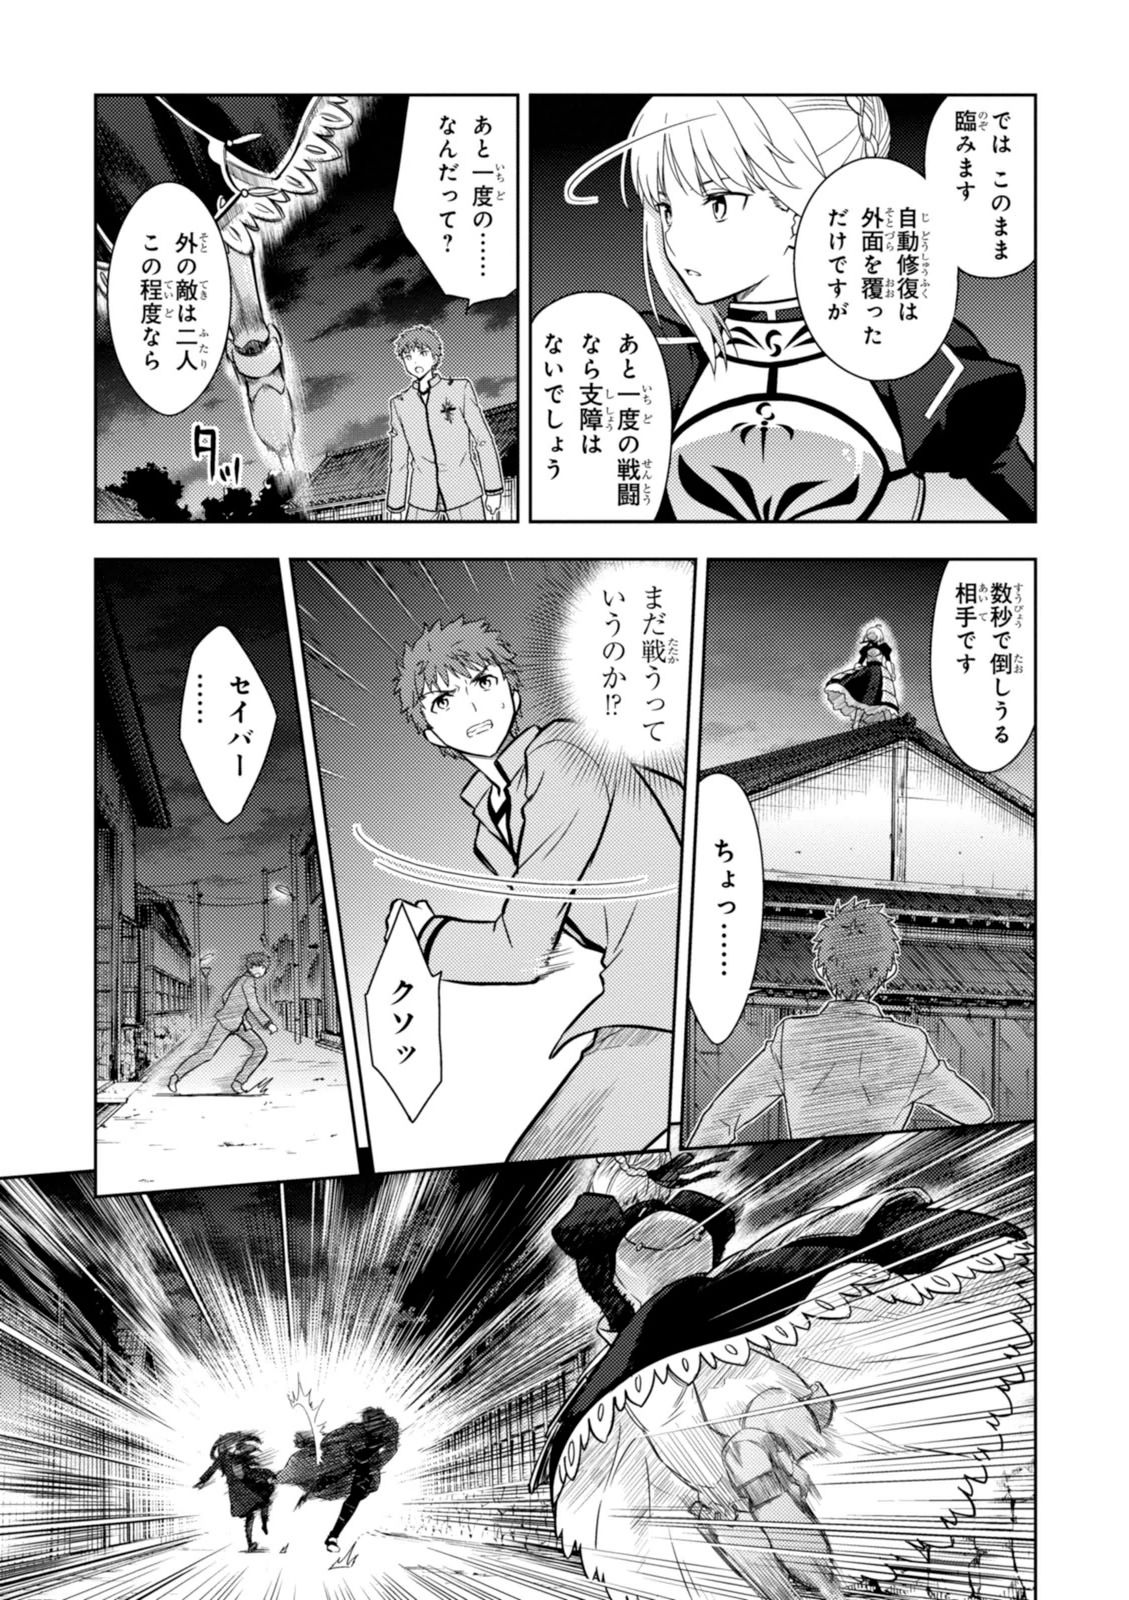 では このまま
臨みます
自動修復は
外面を覆った
だけですが
あと一度の戦闘
なら支障は
ないでしょう
あと一度の……
なんだって？
外の敵は二人
この程度なら
タッ
数秒で倒しうる
相手です
ちょっ
……
まだ戦うって
いうのか!?
クソッ
セイバー
……